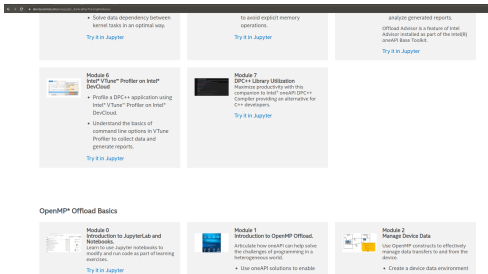 • Solve data dependency between
kernel tasks in an optimal way.
Try it in Jupyter
to avoid explicit memory
operations.
Try it in Jupyter
analyze generated reports.
Offload Advisor is a feature of Intel
Advisor installed as part of the Intel(R)
oneAPI Base Toolkit.
Try it in Jupyter
Module 6
Intel® VTune™ Profiler on Intel®
DevCloud
• Profile a DPC++ application using
Intel® VTune™ Profiler on Intel®
DevCloud.
• Understand the basics of
command line options in VTune
Profiler to collect data and
generate reports.
Try it in Jupyter
Module 7
DPC++ Library Utilization
Maximize productivity with this
companion to Intel® oneAPI DPC++
Compiler providing an alternative for
C++ developers.
Try it in Jupyter
OpenMP* Offload Basics
Module 0
Introduction to JupyterLab and
Notebooks.
Learn to use Jupyter notebooks to
modify and run code as part of learning
exercises.
Try it in Jupyter
Module 1
Introduction to OpenMP Offload.
Articulate how oneAPI can help solve
the challenges of programming in a
heterogeneous world.
• Use oneAPI solutions to enable
Module 2
Manage Device Data
Use OpenMP constructs to effectively
manage data transfers to and from the
device.
• Create a device data environment